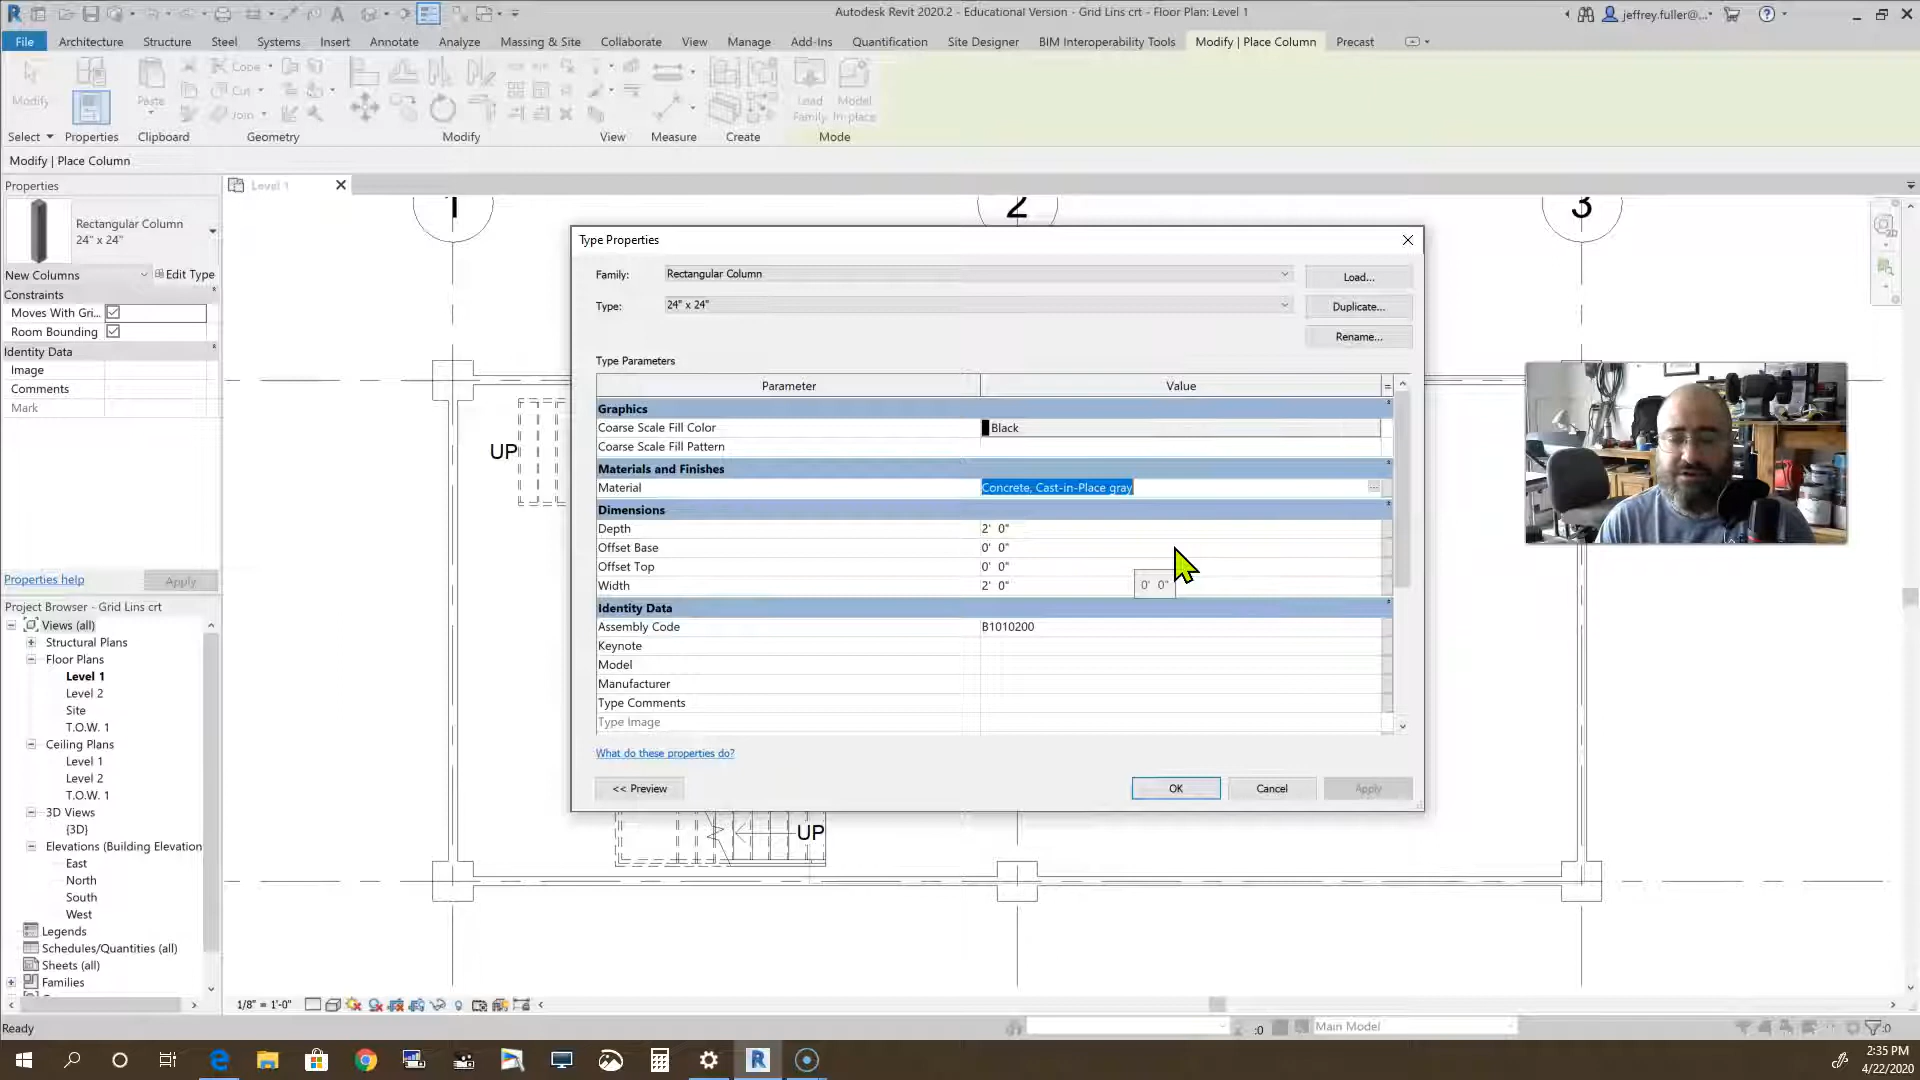 Autodesk Revit 2020.2 - Educational Version - Grid Lins crt - Floor Plan: Level 1
jeffrey.fuller@...
File Architecture Structure Steel Systems Insert Annotate Analyze Massing & Site Collaborate View Manage Add-Ins Quantification Site Designer BIM Interoperability Tools Modify | Place Column Precast
Modify Paste Cope Cut Join Load Family Model In-place
Select Properties Clipboard Geometry Modify View Measure Create Mode
Modify | Place Column
Properties
Level 1
Rectangular Column
24" x 24"
New Columns Edit Type
Constraints
Moves With Gri...
Room Bounding
Identity Data
Image
Comments
Mark
Properties help Apply
Project Browser - Grid Lins crt
Views (all)
Structural Plans
Floor Plans
Level 1
Level 2
Site
T.O.W. 1
Ceiling Plans
Level 1
Level 2
T.O.W. 1
3D Views
{3D}
Elevations (Building Elevation
East
North
South
West
Legends
Schedules/Quantities (all)
Sheets (all)
Families
1 2 3
UP
UP
Type Properties
Family: Rectangular Column Load...
Type: 24" x 24" Duplicate...
Rename...
Type Parameters
Parameter Value =
Graphics
Coarse Scale Fill Color Black
Coarse Scale Fill Pattern
Materials and Finishes
Material Concrete, Cast-in-Place gray
Dimensions
Depth 2' 0"
Offset Base 0' 0"
Offset Top 0' 0"
Width 2' 0"
0' 0"
Identity Data
Assembly Code B1010200
Keynote
Model
Manufacturer
Type Comments
Type Image
What do these properties do?
<< Preview OK Cancel Apply
1/8" = 1'-0"
Ready
:0 Main Model :0
2:35 PM
4/22/2020